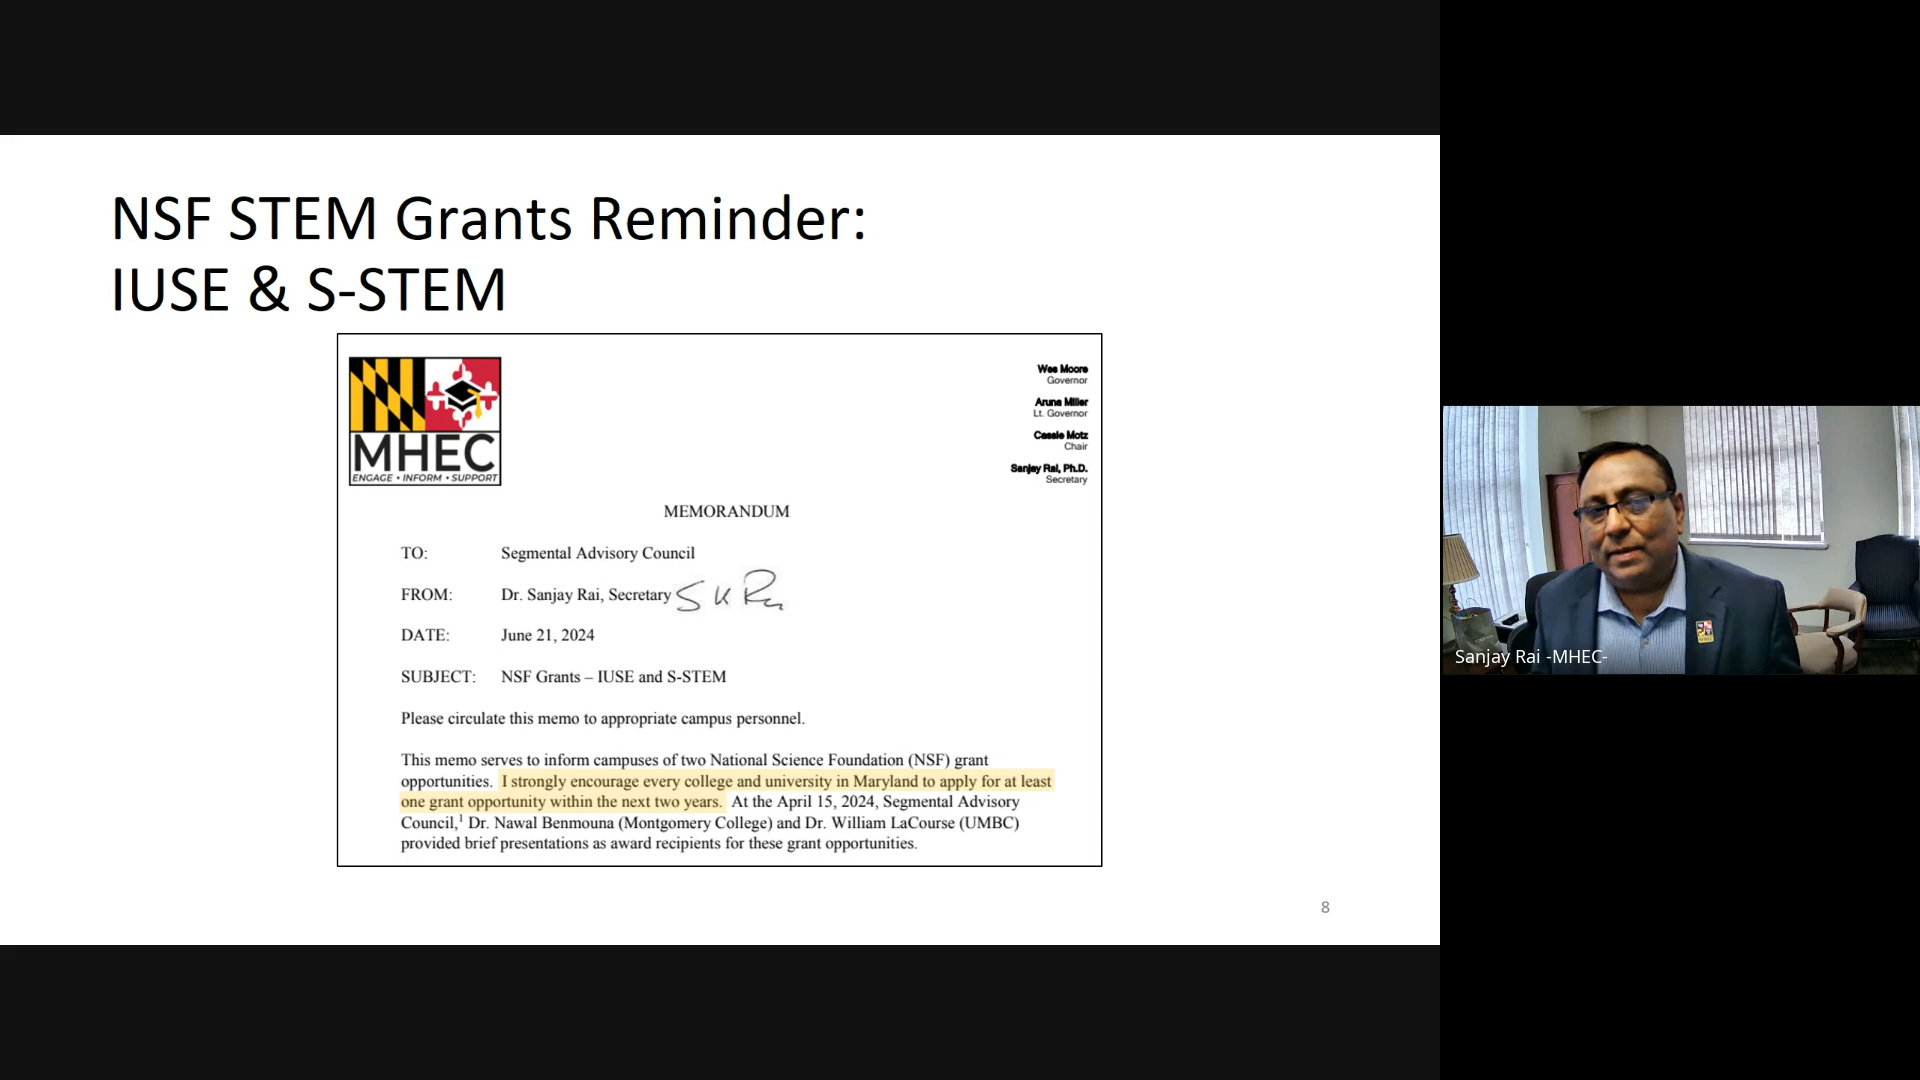 NSF STEM Grants Reminder:
IUSE & S-STEM
MHEC
ENGAGE • INFORM • SUPPORT
Wes Moore
Governor
Aruna Miller
Lt. Governor
Cassie Motz
Chair
Sanjay Rai, Ph.D.
Secretary
MEMORANDUM
TO: Segmental Advisory Council
FROM: Dr. Sanjay Rai, Secretary S K R
DATE: June 21, 2024
SUBJECT: NSF Grants – IUSE and S-STEM
Please circulate this memo to appropriate campus personnel.
This memo serves to inform campuses of two National Science Foundation (NSF) grant
opportunities. I strongly encourage every college and university in Maryland to apply for at least
one grant opportunity within the next two years. At the April 15, 2024, Segmental Advisory
Council,¹ Dr. Nawal Benmouna (Montgomery College) and Dr. William LaCourse (UMBC)
provided brief presentations as award recipients for these grant opportunities.
8
Sanjay Rai -MHEC-